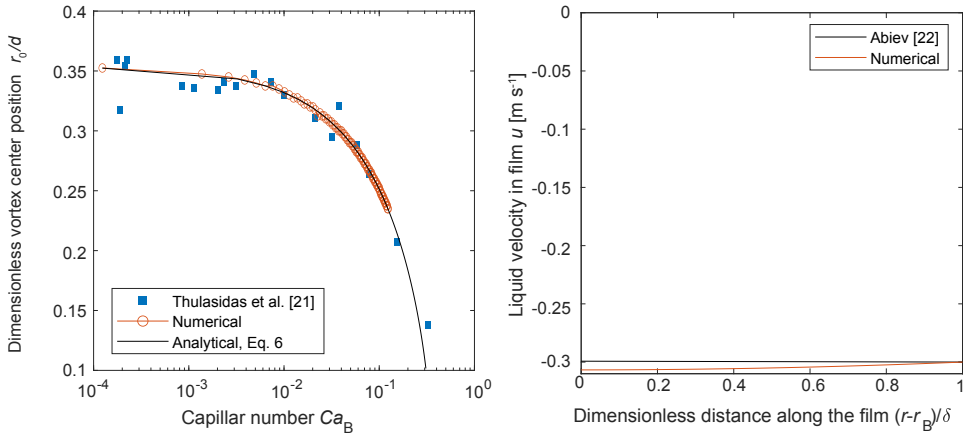 0.4
0.35
0.3
0.25
0.2
0.15
0.1
Dimensionless vortex center position r0/d
Thulasidas et al. [21]
Numerical
Analytical, Eq. 6
10-4 10-3 10-2 10-1 100
Capillar number CaB
0
-0.05
-0.1
-0.15
-0.2
-0.25
-0.3
Liquid velocity in film u [m s-1]
Abiev [22]
Numerical
0 0.2 0.4 0.6 0.8 1
Dimensionless distance along the film (r-rB)/δ